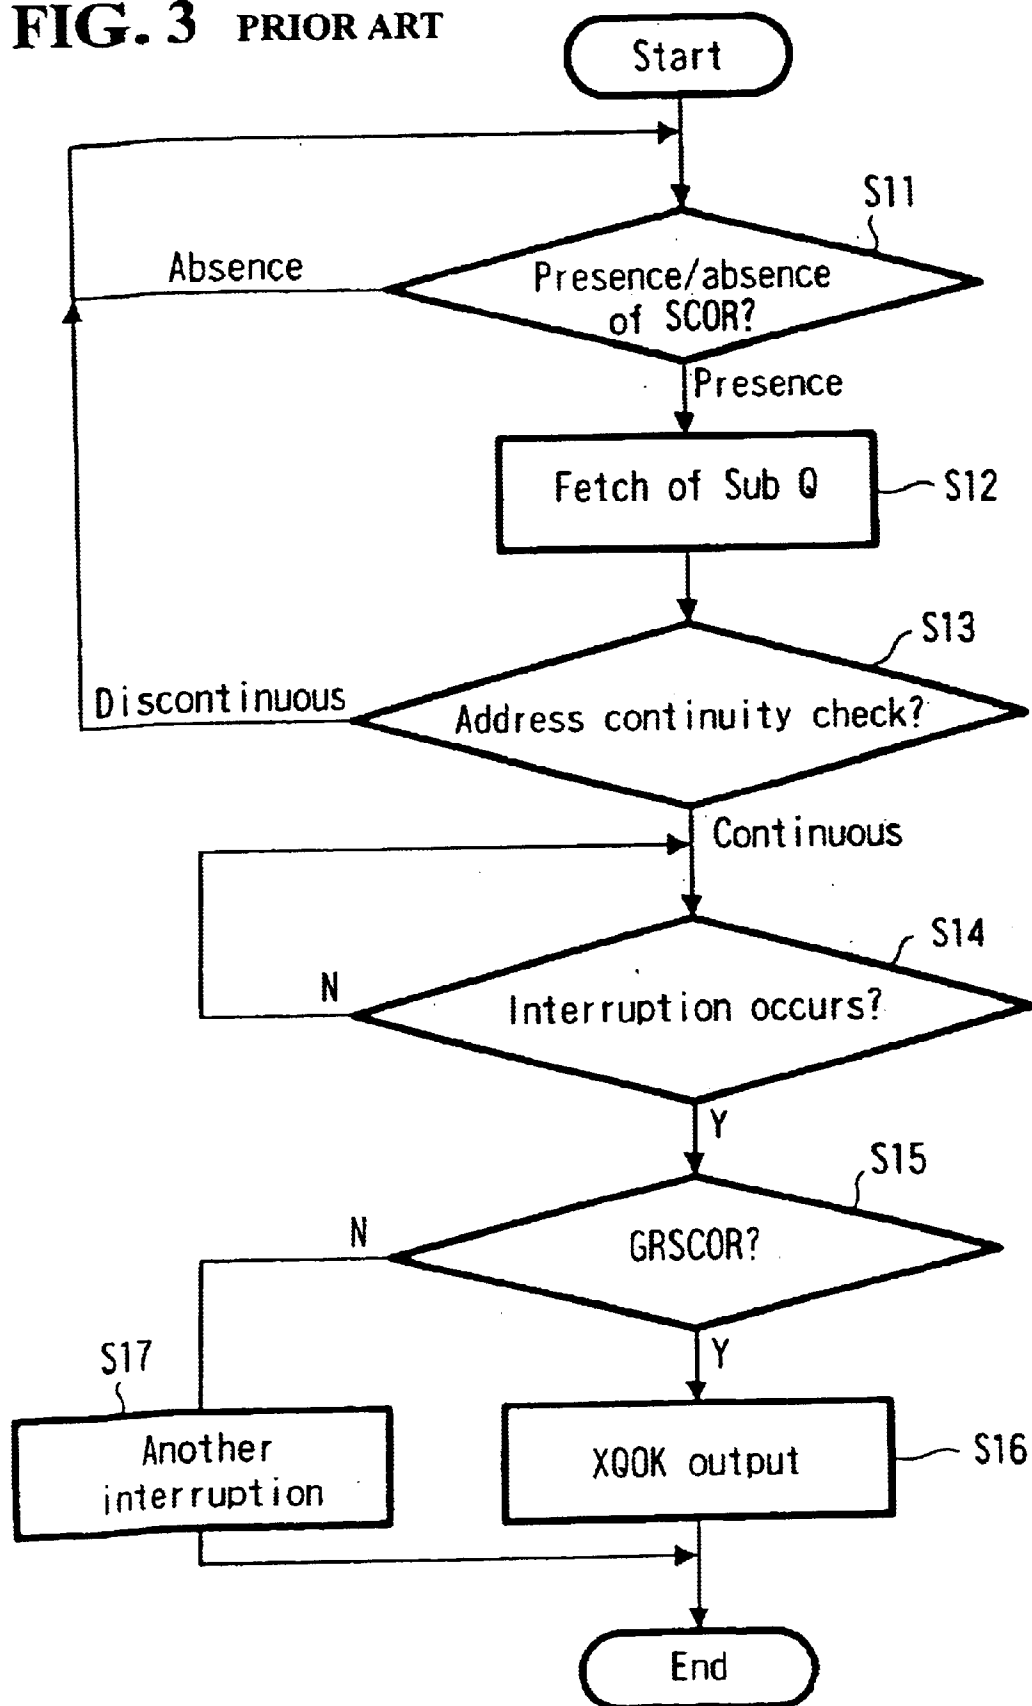 FIG. 3 PRIOR ART
Start
S11
Absence
Presence/absence
of SCOR?
Presence
Fetch of Sub Q
S12
S13
Discontinuous
Address continuity check?
Continuous
S14
N
Interruption occurs?
Y
S15
N
GRSCOR?
Y
S17
Another
interruption
XQOK output
S16
End